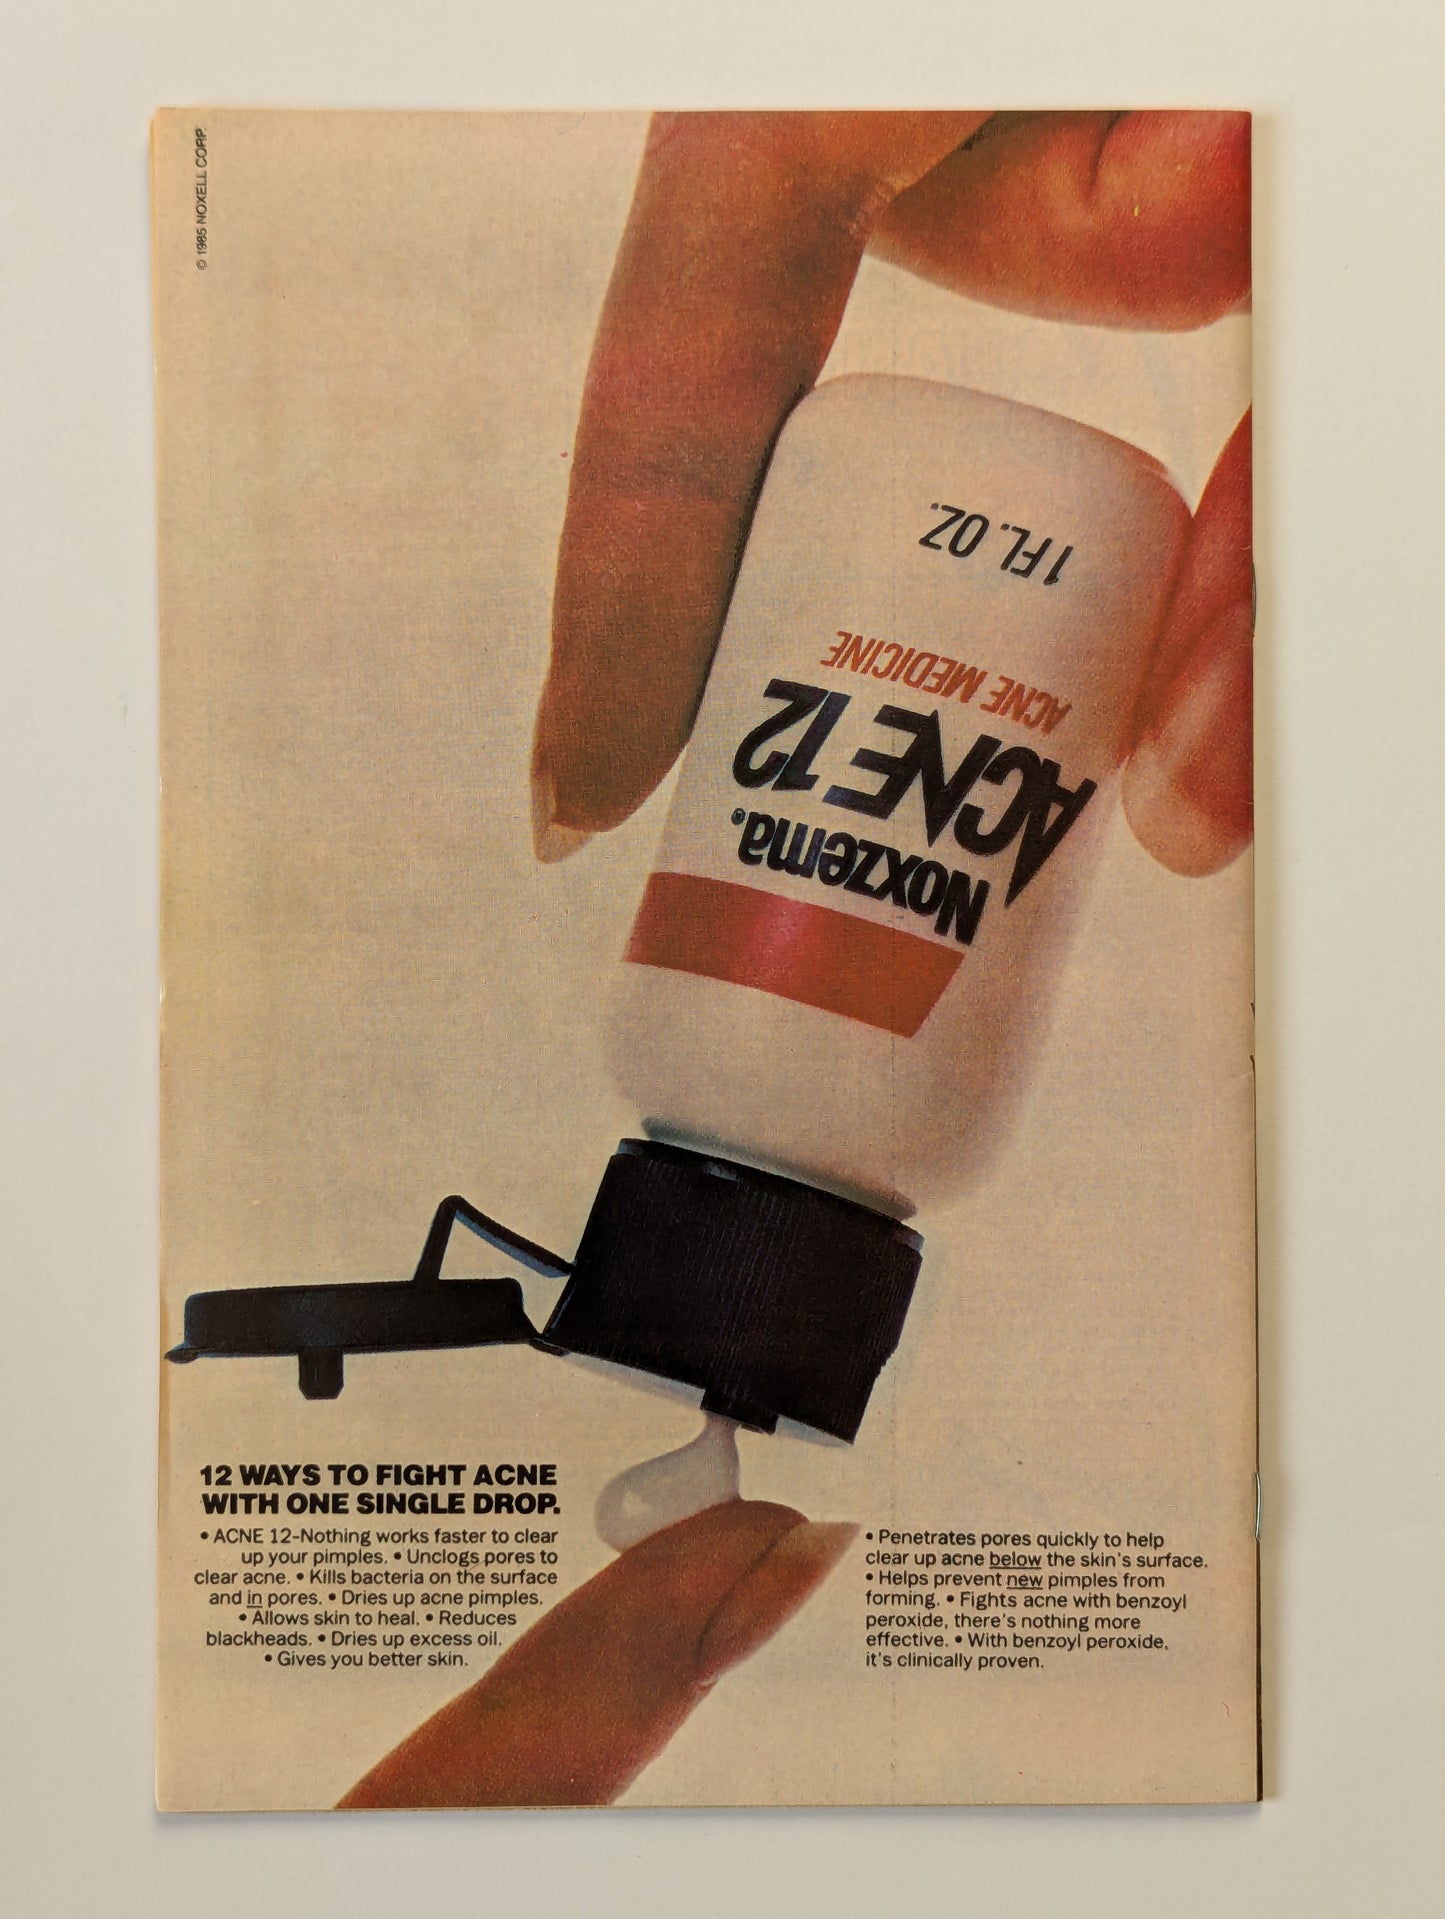 © 1985 NOXELL CORP.
1 FL. OZ.
ACNE MEDICINE
ACNE 12
Noxzema®
12 WAYS TO FIGHT ACNE
WITH ONE SINGLE DROP.
• ACNE 12–Nothing works faster to clear
up your pimples. • Unclogs pores to
clear acne. • Kills bacteria on the surface
and in pores. • Dries up acne pimples.
• Allows skin to heal. • Reduces
blackheads. • Dries up excess oil.
• Gives you better skin.
• Penetrates pores quickly to help
clear up acne below the skin's surface.
• Helps prevent new pimples from
forming. • Fights acne with benzoyl
peroxide, there's nothing more
effective. • With benzoyl peroxide,
it's clinically proven.